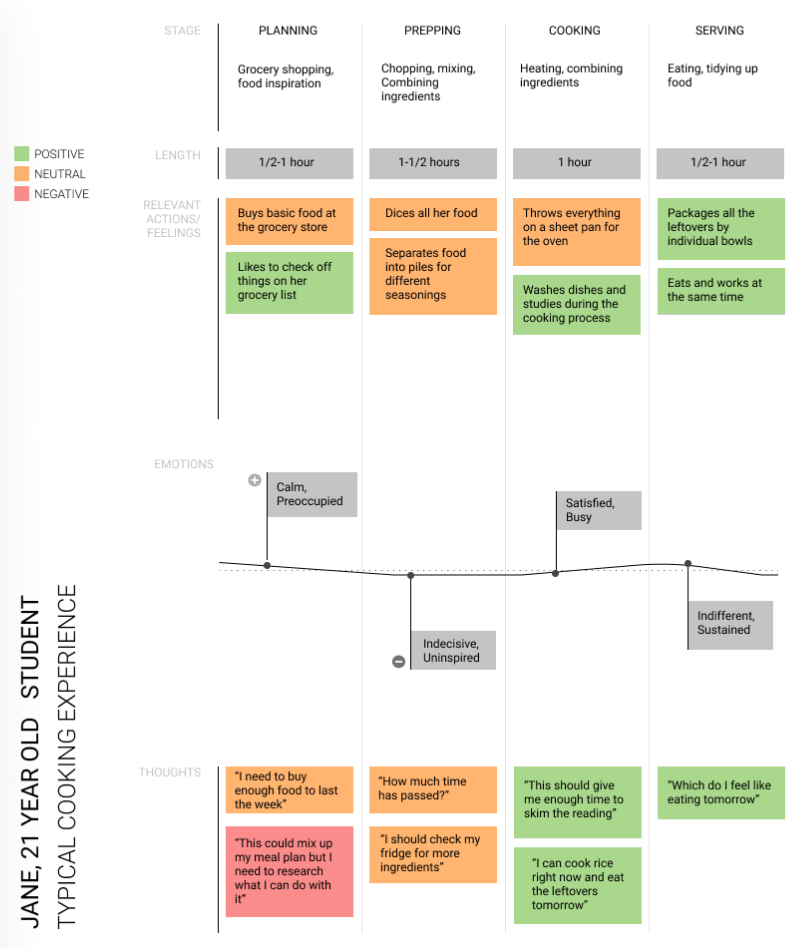 STAGE
PLANNING
PREPPING
COOKING
SERVING
Grocery shopping,
food inspiration
Chopping, mixing,
Combining
ingredients
Heating, combining
ingredients
Eating, tidying up
food
POSITIVE
NEUTRAL
NEGATIVE
LENGTH
1/2-1 hour
1-1/2 hours
1 hour
1/2-1 hour
RELEVANT
ACTIONS/
FEELINGS
Buys basic food at
the grocery store
Likes to check off
things on her
grocery list
Dices all her food
Separates food
into piles for
different
seasonings
Throws everything
on a sheet pan for
the oven
Washes dishes and
studies during the
cooking process
Packages all the
leftovers by
individual bowls
Eats and works at
the same time
EMOTIONS
Calm,
Preoccupied
Indecisive,
Uninspired
Satisfied,
Busy
Indifferent,
Sustained
THOUGHTS
“I need to buy
enough food to last
the week”
“This could mix up
my meal plan but I
need to research
what I can do with
it”
“How much time
has passed?”
“I should check my
fridge for more
ingredients”
“This should give
me enough time to
skim the reading”
“I can cook rice
right now and eat
the leftovers
tomorrow”
“Which do I feel like
eating tomorrow”
JANE, 21 YEAR OLD STUDENT
TYPICAL COOKING EXPERIENCE